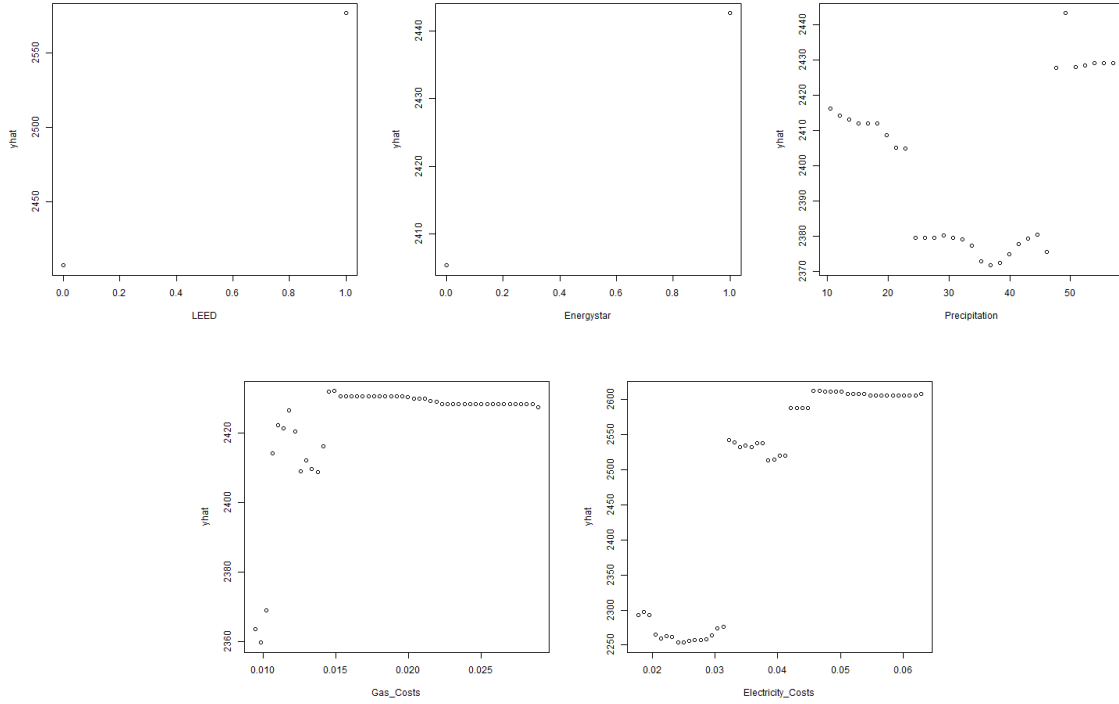 2550
2500
2450
yhat
0.0 0.2 0.4 0.6 0.8 1.0
LEED
2440
2430
2420
2410
yhat
0.0 0.2 0.4 0.6 0.8 1.0
Energystar
2440
2430
2420
2410
2400
2390
2380
2370
yhat
10 20 30 40 50
Precipitation
2420
2400
2380
2360
yhat
0.010 0.015 0.020 0.025
Gas_Costs
2600
2550
2500
2450
2400
2350
2300
2250
yhat
0.02 0.03 0.04 0.05 0.06
Electricity_Costs